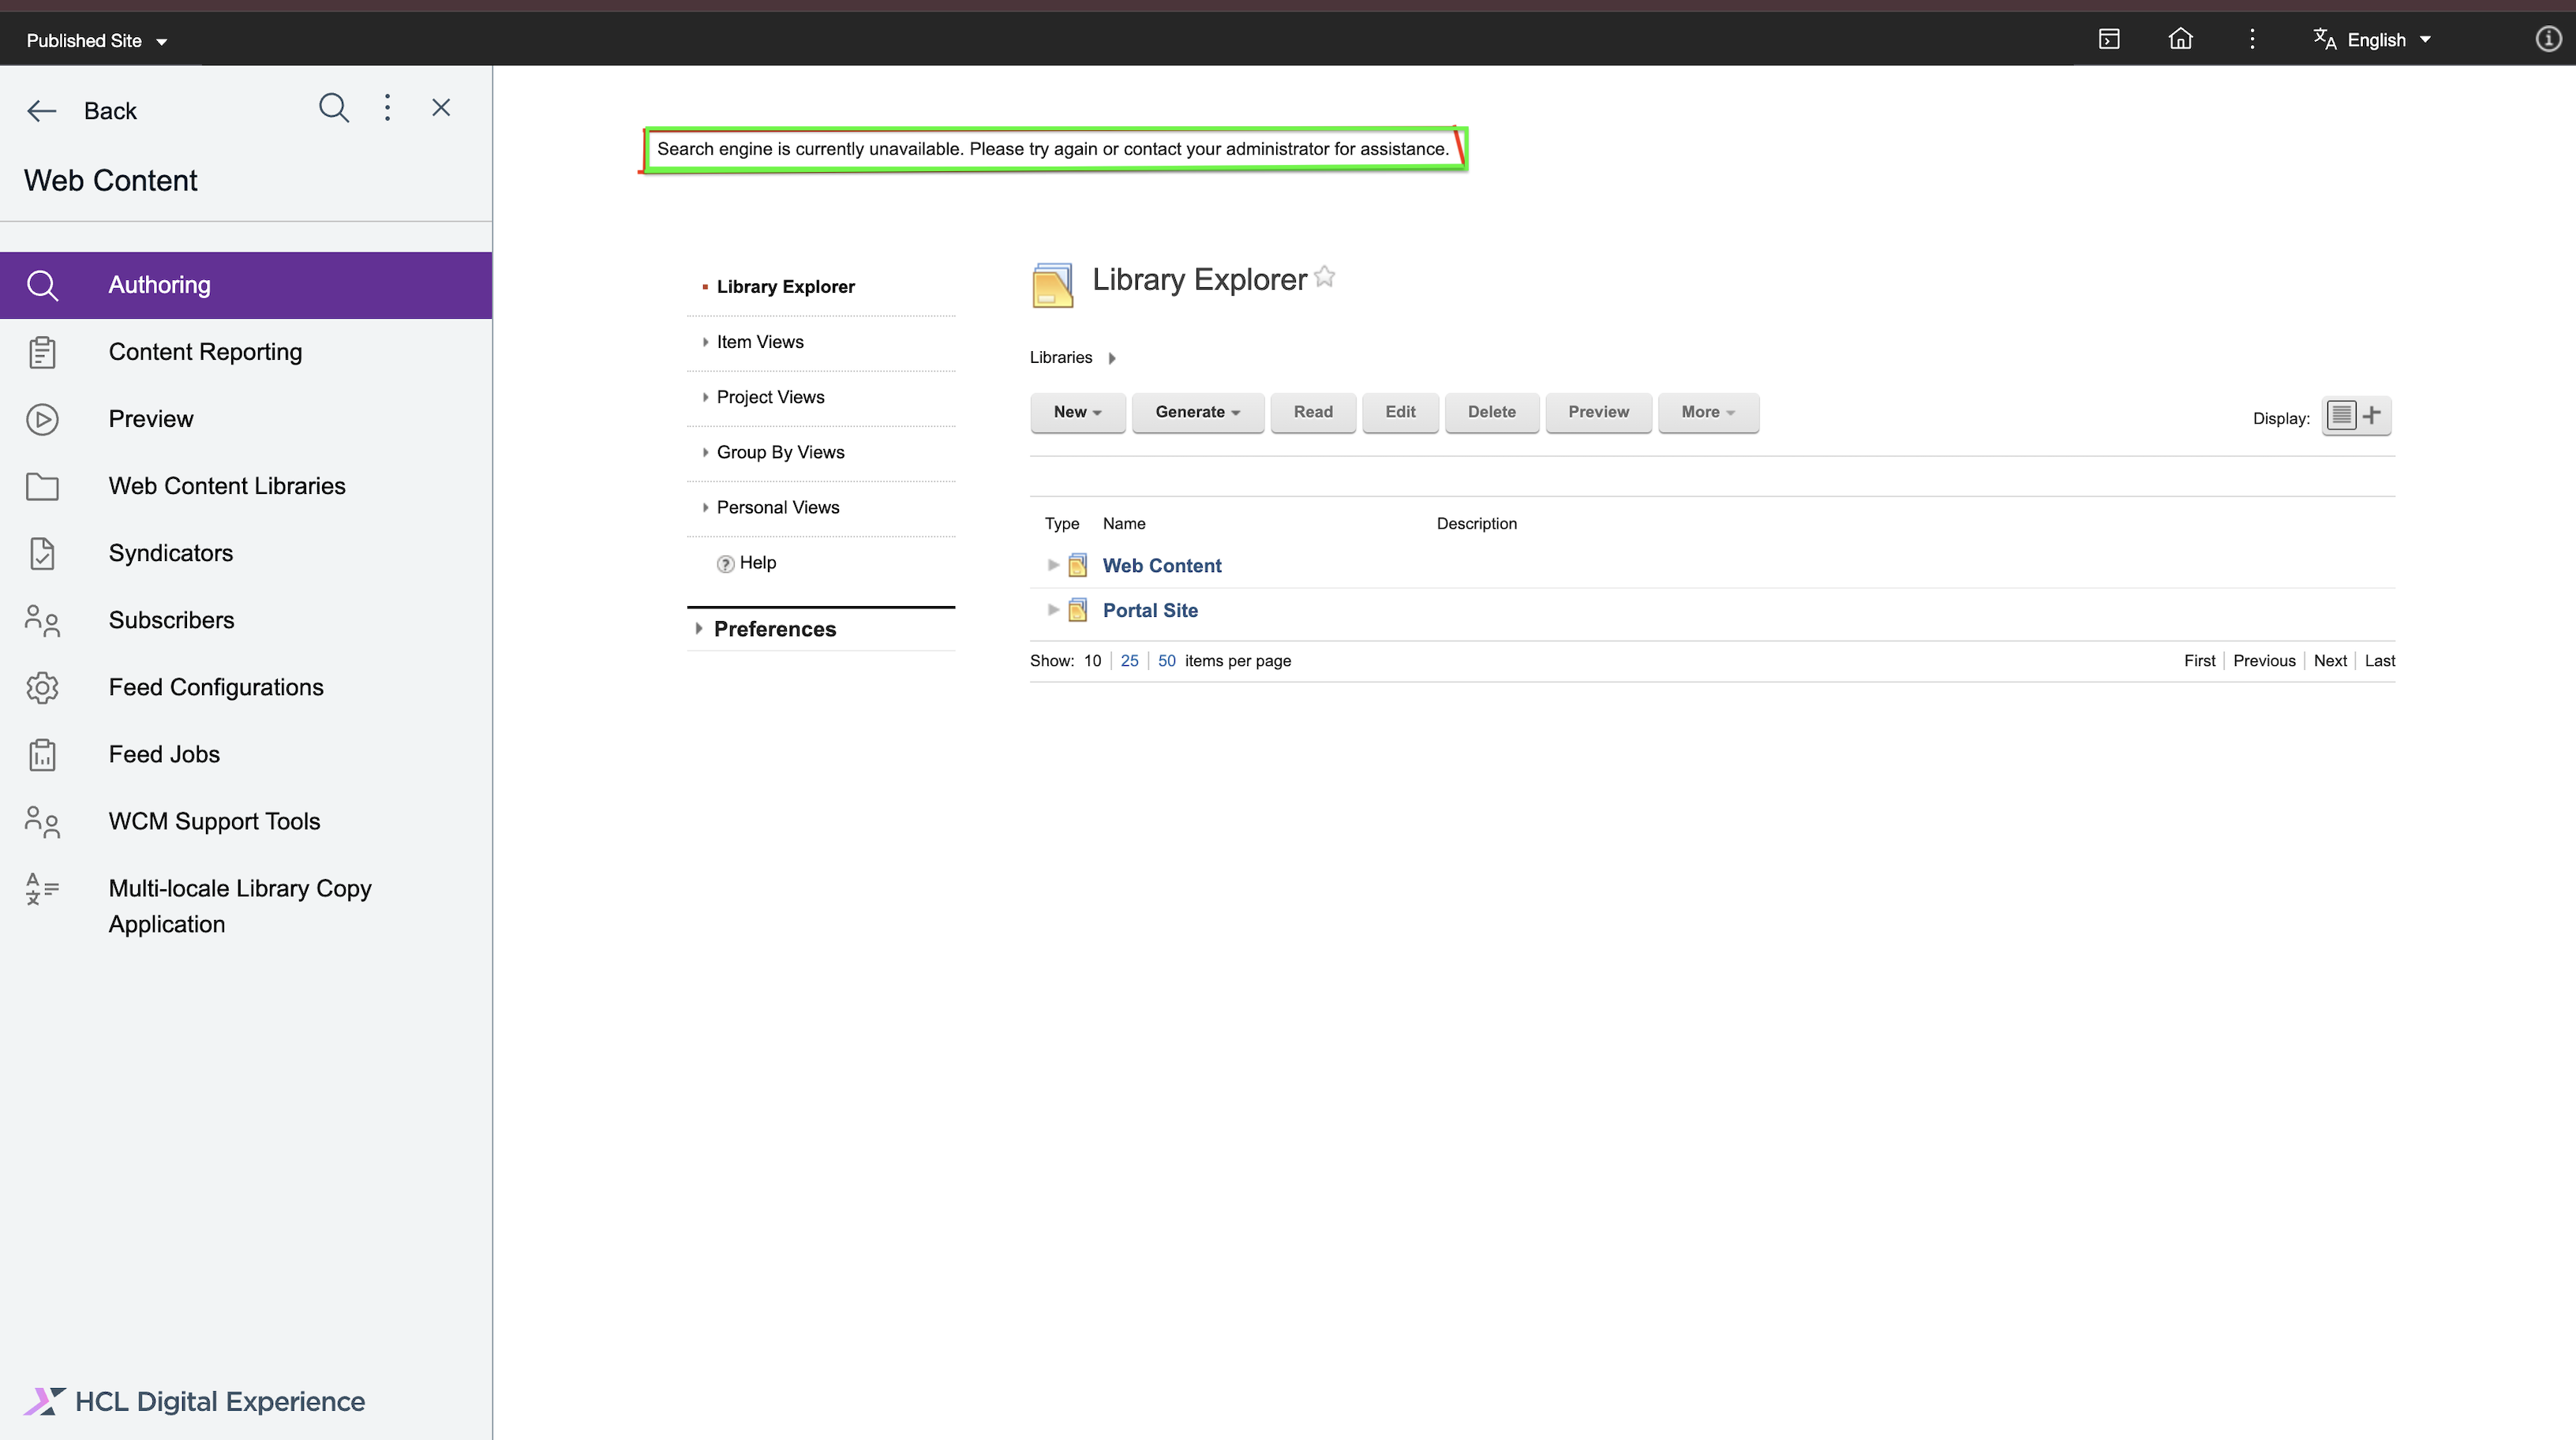 Published Site
English
Back
Web Content
Authoring
Content Reporting
Preview
Web Content Libraries
Syndicators
Subscribers
Feed Configurations
Feed Jobs
WCM Support Tools
Multi-locale Library Copy
Application
HCL Digital Experience
Search engine is currently unavailable. Please try again or contact your administrator for assistance.
Library Explorer
Item Views
Project Views
Group By Views
Personal Views
? Help
Preferences
Library Explorer
Libraries
New Generate Read Edit Delete Preview More
Display:
Type Name Description
Web Content
Portal Site
Show: 10 | 25 | 50 items per page
First | Previous | Next | Last